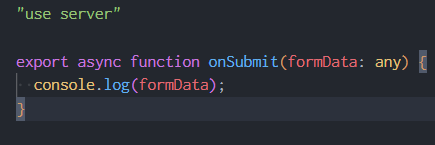 "use server"
export async function onSubmit(formData: any) {
console.log(formData);
}